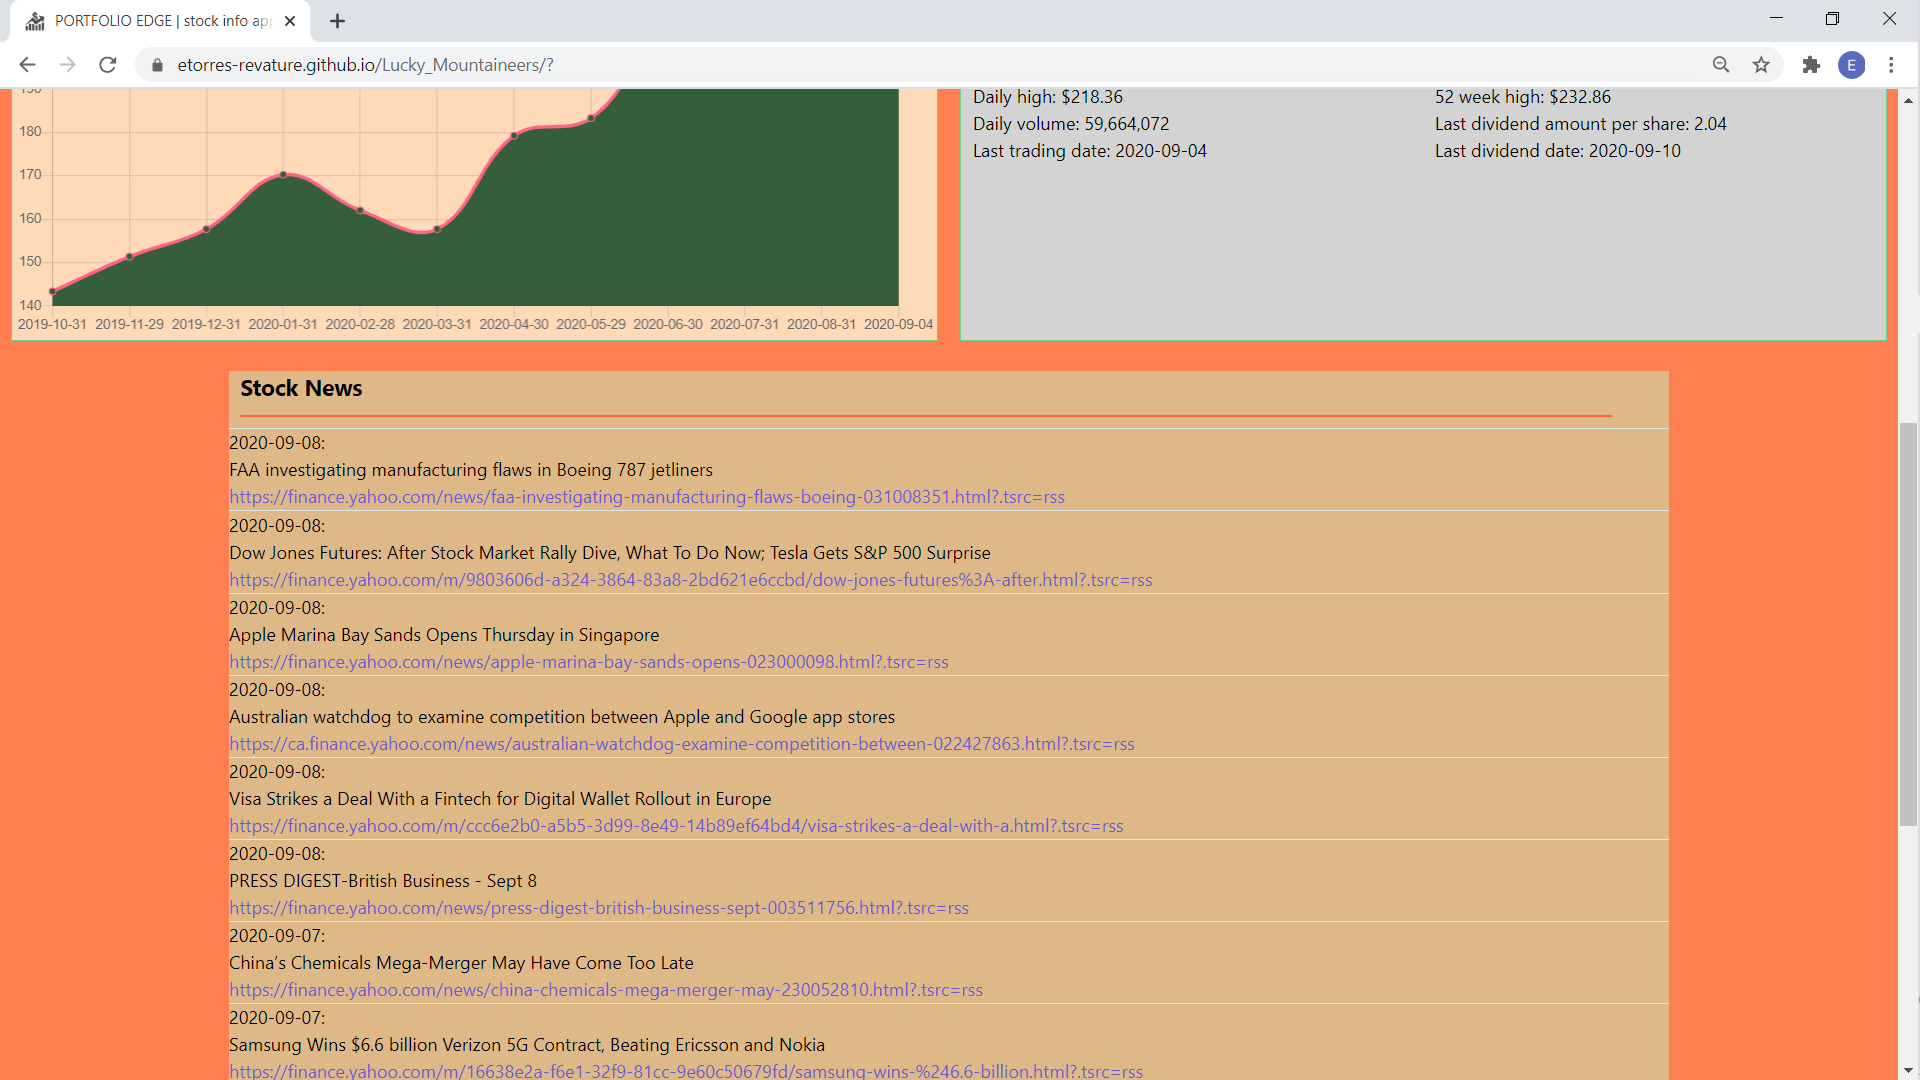 PORTFOLIO EDGE | stock info app
etorres-revature.github.io/Lucky_Mountaineers/?
E
190
180
170
160
150
140
2019-10-31 2019-11-29 2019-12-31 2020-01-31 2020-02-28 2020-03-31 2020-04-30 2020-05-29 2020-06-30 2020-07-31 2020-08-31 2020-09-04
Daily high: $218.36
Daily volume: 59,664,072
Last trading date: 2020-09-04
52 week high: $232.86
Last dividend amount per share: 2.04
Last dividend date: 2020-09-10
Stock News
2020-09-08:
FAA investigating manufacturing flaws in Boeing 787 jetliners
https://finance.yahoo.com/news/faa-investigating-manufacturing-flaws-boeing-031008351.html?.tsrc=rss
2020-09-08:
Dow Jones Futures: After Stock Market Rally Dive, What To Do Now; Tesla Gets S&P 500 Surprise
https://finance.yahoo.com/m/9803606d-a324-3864-83a8-2bd621e6ccbd/dow-jones-futures%3A-after.html?.tsrc=rss
2020-09-08:
Apple Marina Bay Sands Opens Thursday in Singapore
https://finance.yahoo.com/news/apple-marina-bay-sands-opens-023000098.html?.tsrc=rss
2020-09-08:
Australian watchdog to examine competition between Apple and Google app stores
https://ca.finance.yahoo.com/news/australian-watchdog-examine-competition-between-022427863.html?.tsrc=rss
2020-09-08:
Visa Strikes a Deal With a Fintech for Digital Wallet Rollout in Europe
https://finance.yahoo.com/m/ccc6e2b0-a5b5-3d99-8e49-14b89ef64bd4/visa-strikes-a-deal-with-a.html?.tsrc=rss
2020-09-08:
PRESS DIGEST-British Business - Sept 8
https://finance.yahoo.com/news/press-digest-british-business-sept-003511756.html?.tsrc=rss
2020-09-07:
China’s Chemicals Mega-Merger May Have Come Too Late
https://finance.yahoo.com/news/china-chemicals-mega-merger-may-230052810.html?.tsrc=rss
2020-09-07:
Samsung Wins $6.6 billion Verizon 5G Contract, Beating Ericsson and Nokia
https://finance.yahoo.com/m/16638e2a-f6e1-32f9-81cc-9e60c50679fd/samsung-wins-%246.6-billion.html?.tsrc=rss